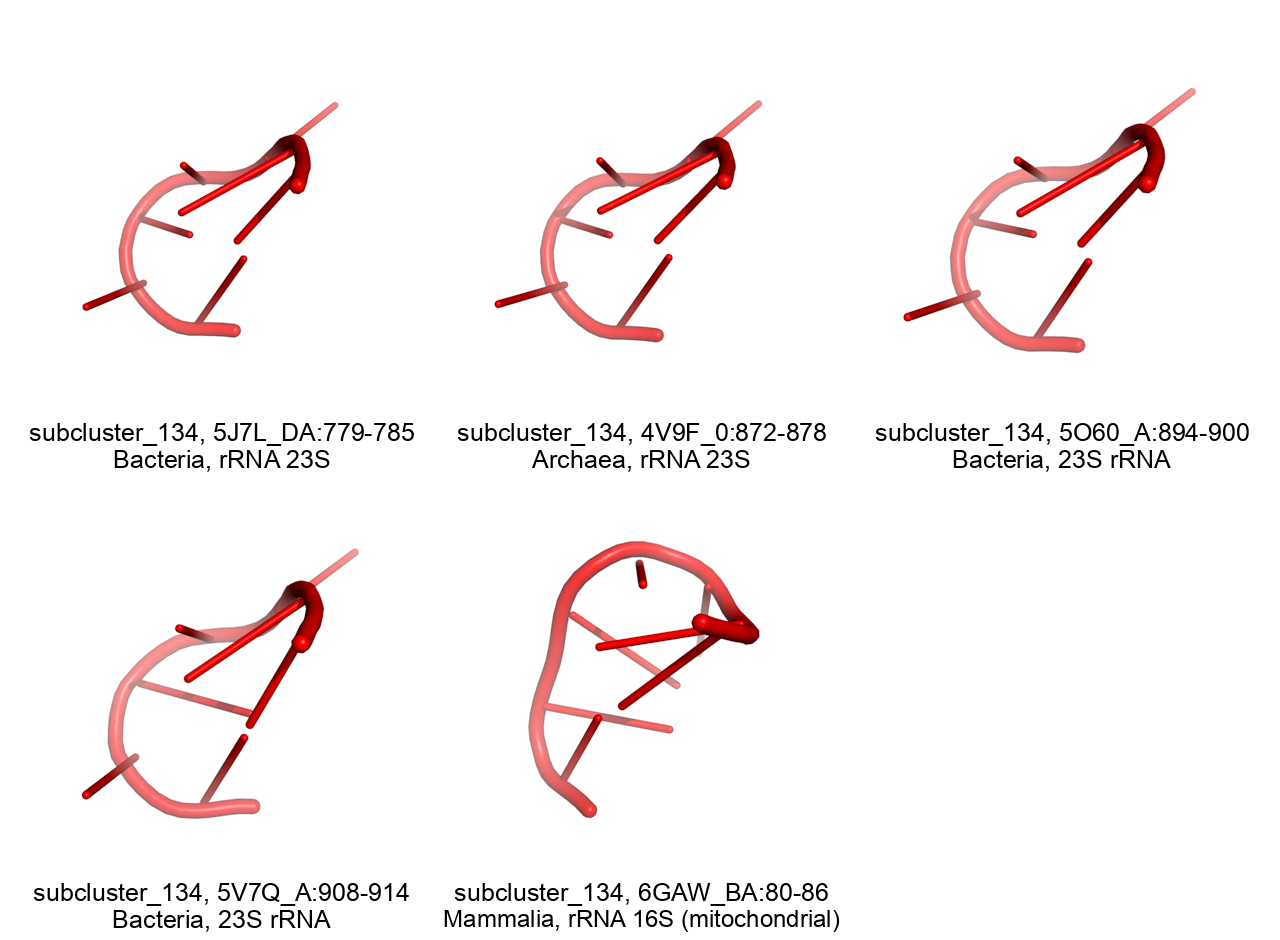 subcluster_134, 5J7L_DA:779-785
Bacteria, rRNA 23S
subcluster_134, 4V9F_0:872-878
Archaea, rRNA 23S
subcluster_134, 5O60_A:894-900
Bacteria, 23S rRNA
subcluster_134, 5V7Q_A:908-914
Bacteria, 23S rRNA
subcluster_134, 6GAW_BA:80-86
Mammalia, rRNA 16S (mitochondrial)